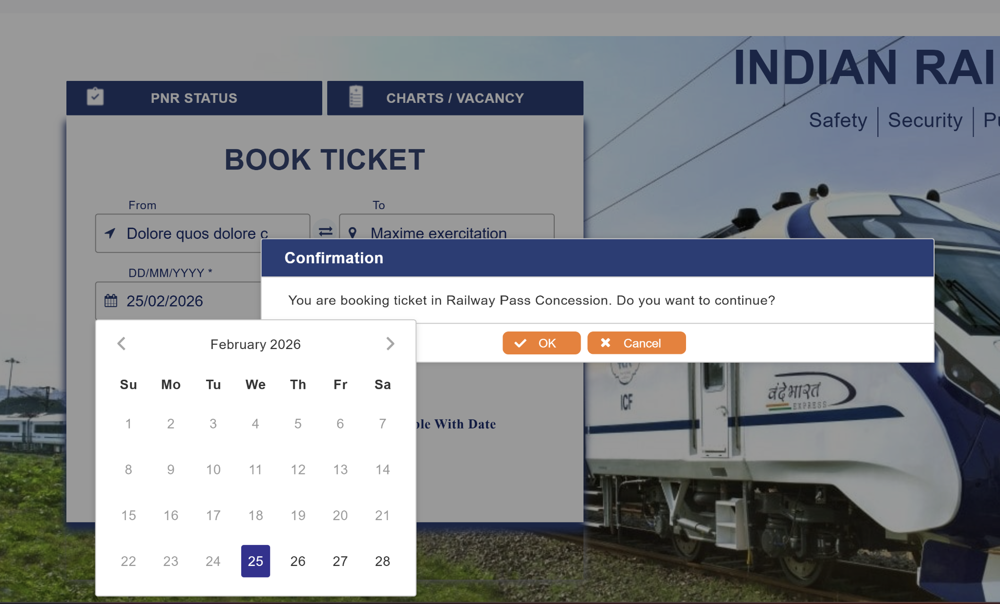 INDIAN RAI
PNR STATUS
CHARTS / VACANCY
Safety | Security
BOOK TICKET
From
To
Dolore quos dolore c
Maxime exercitation
Confirmation
DD/MM/YYYY *
25/02/2026
You are booking ticket in Railway Pass Concession. Do you want to continue?
OK
Cancel
February 2026
Su Mo Tu We Th Fr Sa
1 2 3 4 5 6 7
8 9 10 11 12 13 14
15 16 17 18 19 20 21
22 23 24 25 26 27 28
With Date
ICF
वंदे भारत
EXPRESS